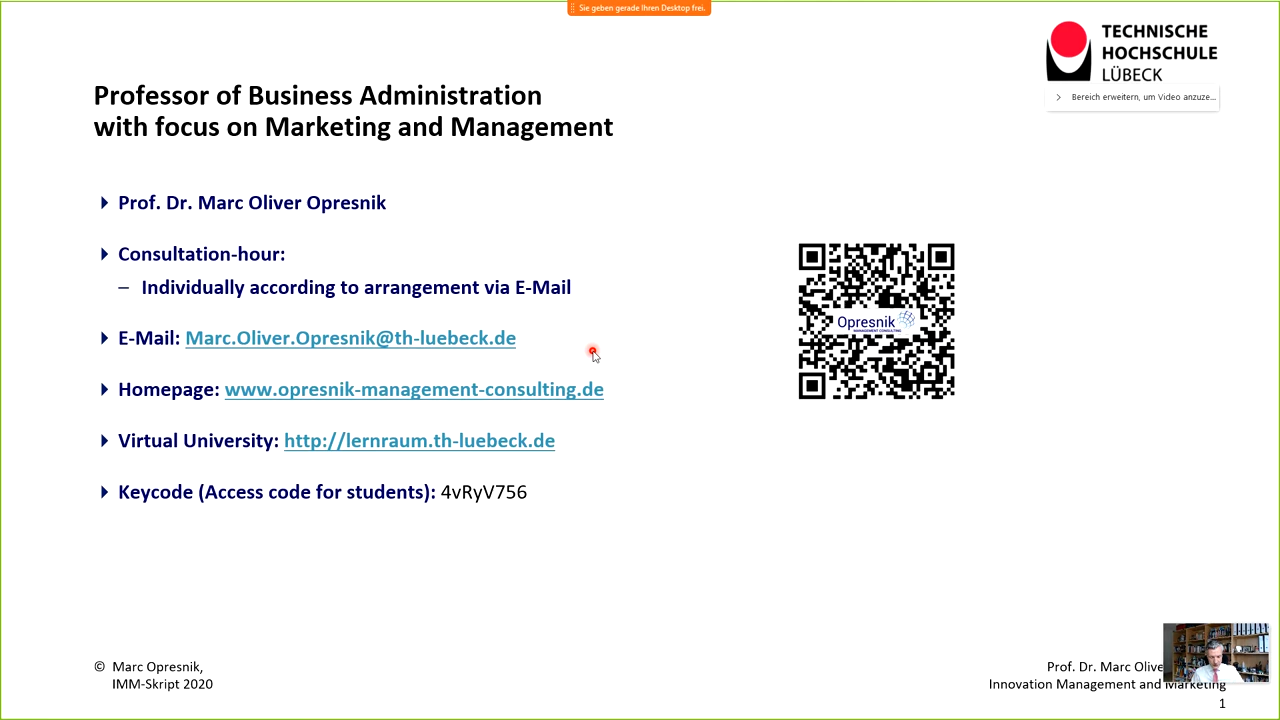 Sie geben gerade Ihren Desktop frei.
TECHNISCHE
HOCHSCHULE
LÜBECK
Bereich erweitern, um Video anzuze...
Professor of Business Administration
with focus on Marketing and Management
Prof. Dr. Marc Oliver Opresnik
Consultation-hour:
– Individually according to arrangement via E-Mail
E-Mail: Marc.Oliver.Opresnik@th-luebeck.de
Homepage: www.opresnik-management-consulting.de
Virtual University: http://lernraum.th-luebeck.de
Keycode (Access code for students): 4vRyV756
Opresnik
MANAGEMENT CONSULTING
© Marc Opresnik,
IMM-Skript 2020
Prof. Dr. Marc Olive
Innovation Management and Marketing
1